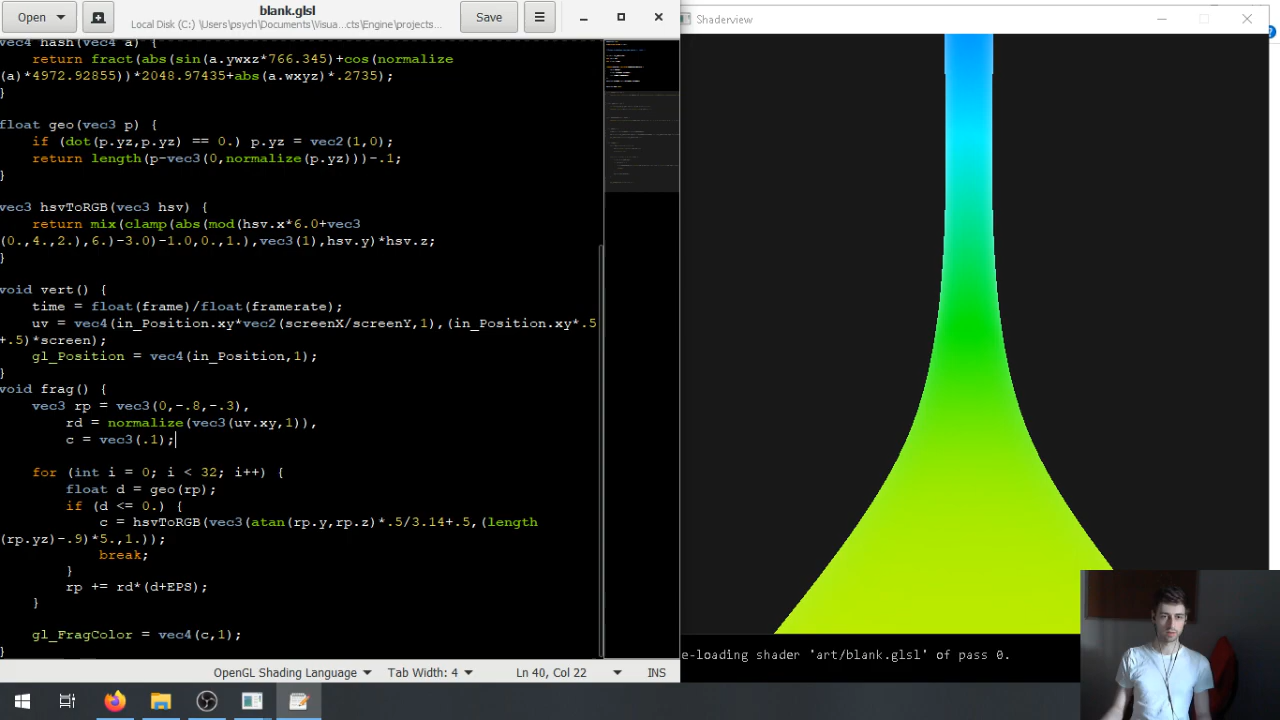 Open
blank.glsl
Local Disk (C:) \Users\psych\Documents\Visua...cts\Engine\projects...
Save
Shaderview
vec4 hash(vec4 a) {
return fract(abs(sin(a.ywxz*766.345)+cos(normalize
(a)*4972.92855))*2048.97435+abs(a.wxyz)*.2735);
}
float geo(vec3 p) {
if (dot(p.yz,p.yz) == 0.) p.yz = vec2(1,0);
return length(p-vec3(0,normalize(p.yz)))-.1;
}
vec3 hsvToRGB(vec3 hsv) {
return mix(clamp(abs(mod(hsv.x*6.0+vec3
(0.,4.,2.),6.)-3.0)-1.0,0.,1.),vec3(1),hsv.y)*hsv.z;
}
void vert() {
time = float(frame)/float(framerate);
uv = vec4(in_Position.xy*vec2(screenX/screenY,1),(in_Position.xy*.5
+.5)*screen);
gl_Position = vec4(in_Position,1);
}
void frag() {
vec3 rp = vec3(0,-.8,-.3),
rd = normalize(vec3(uv.xy,1)),
c = vec3(.1);
for (int i = 0; i < 32; i++) {
float d = geo(rp);
if (d <= 0.) {
c = hsvToRGB(vec3(atan(rp.y,rp.z)*.5/3.14+.5,(length
(rp.yz)-.9)*5.,1.));
break;
}
rp += rd*(d+EPS);
}
gl_FragColor = vec4(c,1);
}
e-loading shader 'art/blank.glsl' of pass 0.
OpenGL Shading Language
Tab Width: 4
Ln 40, Col 22
INS